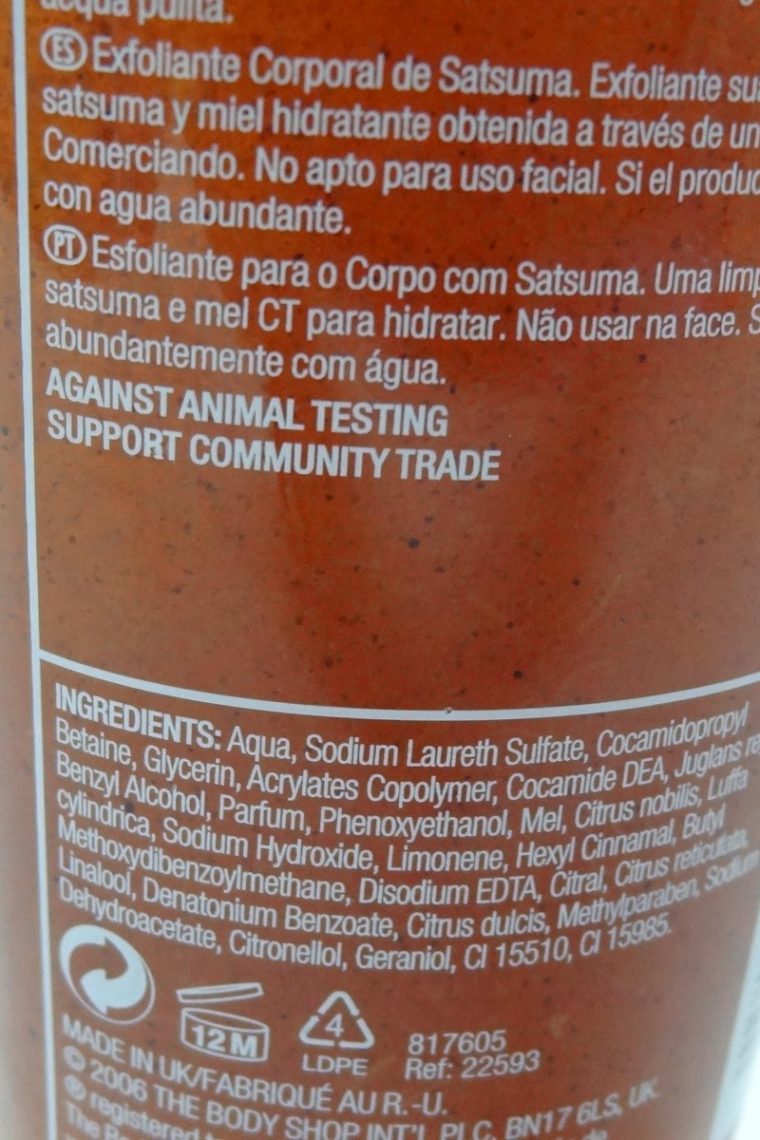 acqua pulita.
ES Exfoliante Corporal de Satsuma. Exfoliante
satsuma y miel hidratante obtenida a través de un
Comerciando. No apto para uso facial. Si el
con agua abundante.
PT Esfoliante para o Corpo com Satsuma. Uma
satsuma e mel CT para hidratar. Não usar na face.
abundantemente com água.
AGAINST ANIMAL TESTING
SUPPORT COMMUNITY TRADE
INGREDIENTS: Aqua, Sodium Laureth Sulfate, Cocamidopropyl
Betaine, Glycerin, Acrylates Copolymer, Cocamide DEA, Juglans
Benzyl Alcohol, Parfum, Phenoxyethanol, Mel, Citrus nobilis, Luffa
cylindrica, Sodium Hydroxide, Limonene, Hexyl Cinnamal, Butyl
Methoxydibenzoylmethane, Disodium EDTA, Citral, Citrus reticulata,
Linalool, Denatonium Benzoate, Citrus dulcis, Methylparaben, Sodium
Dehydroacetate, Citronellol, Geraniol, CI 15510, CI 15985.
12M
4
LDPE
817605
Ref: 22593
MADE IN UK/FABRIQUÉ AU R.-U.
© 2006 THE BODY SHOP INT'L PLC, BN17 6LS, UK
® registered
The